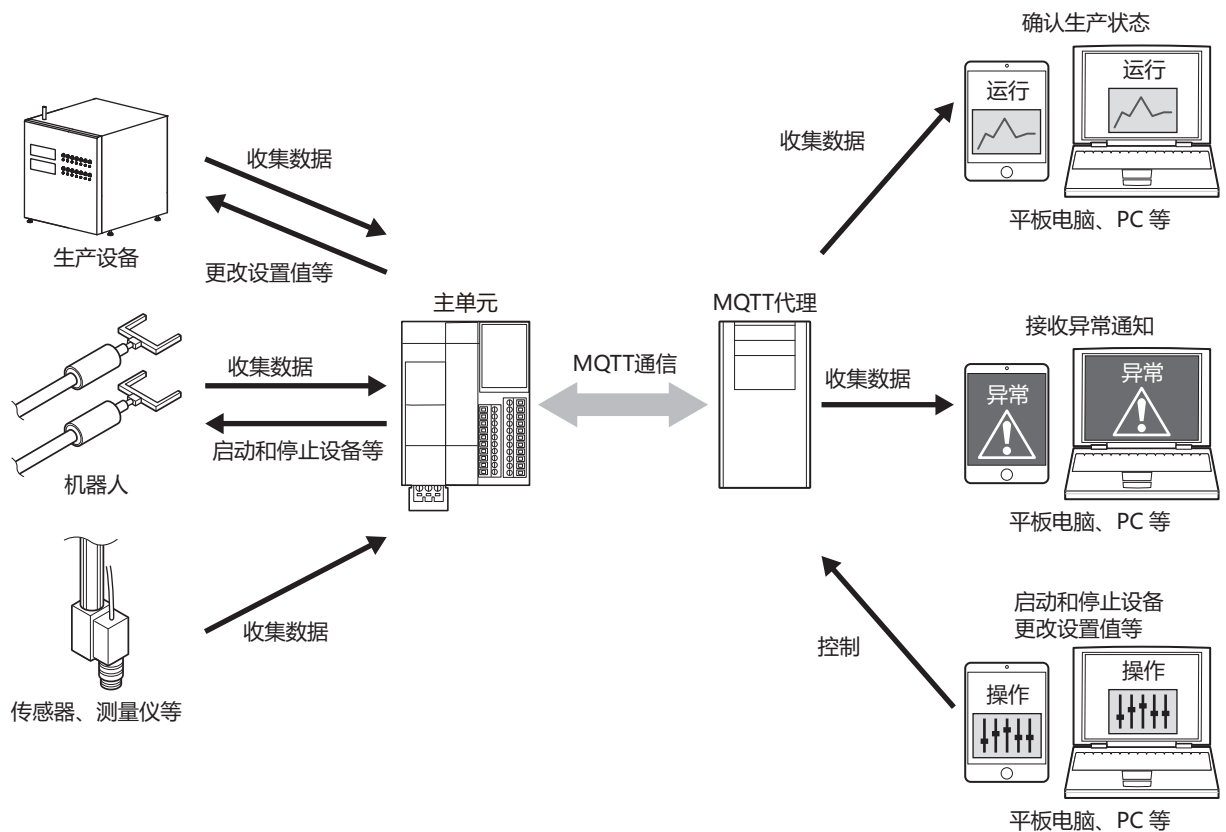 确认生产状态
运行
运行
收集数据
平板电脑、PC 等
收集数据
生产设备
更改设置值等
主单元
MQTT代理
接收异常通知
MQTT通信
收集数据
收集数据
异常
异常
启动和停止设备等
机器人
平板电脑、PC 等
启动和停止设备
更改设置值等
收集数据
控制
操作
操作
传感器、测量仪等
平板电脑、PC 等